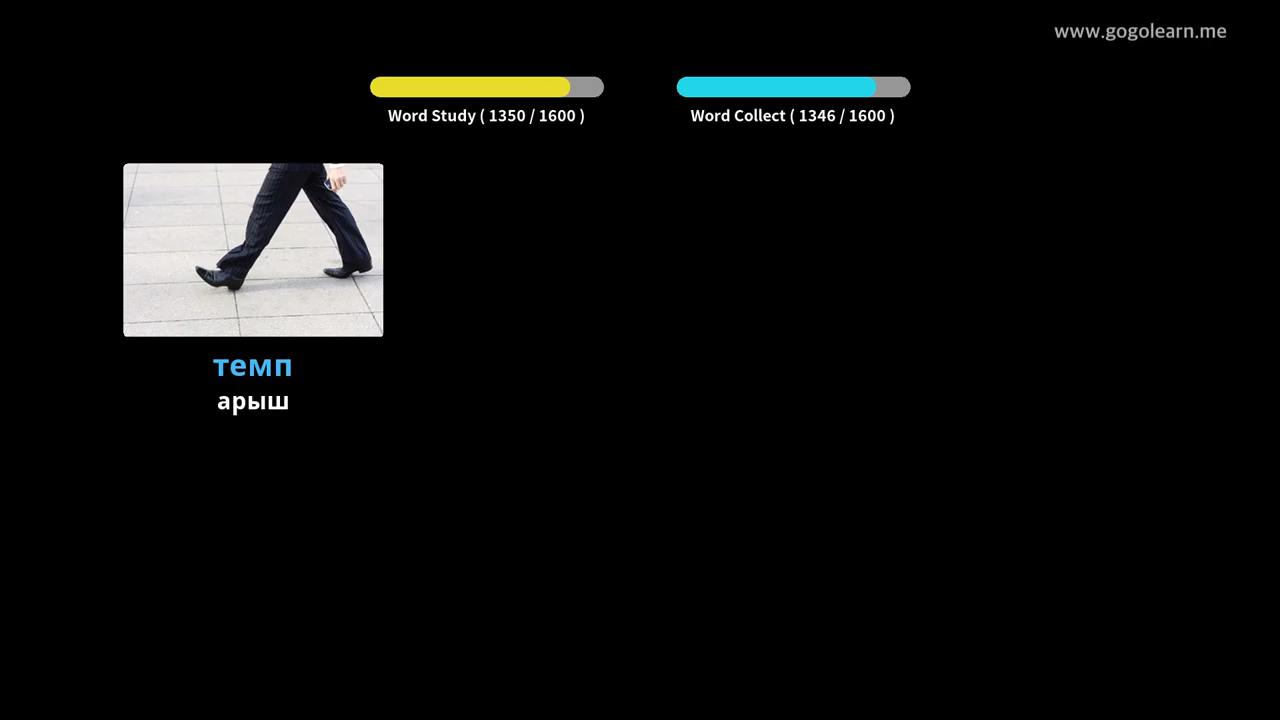 www.gogolearn.me
Word Study ( 1350 / 1600 )
Word Collect ( 1346 / 1600 )
темп
арыш